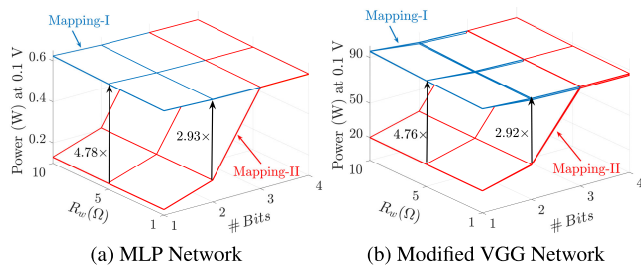 Mapping-I
Power (W) at 0.1 V
0.6
0.4
0.2
4.78×
2.93×
Mapping-II
10
5
1
R_w(Ω)
1
2
3
4
# Bits
(a) MLP Network
Mapping-I
Power (W) at 0.1 V
90
50
20
4.76×
2.92×
Mapping-II
10
5
1
R_w(Ω)
1
2
3
4
# Bits
(b) Modified VGG Network